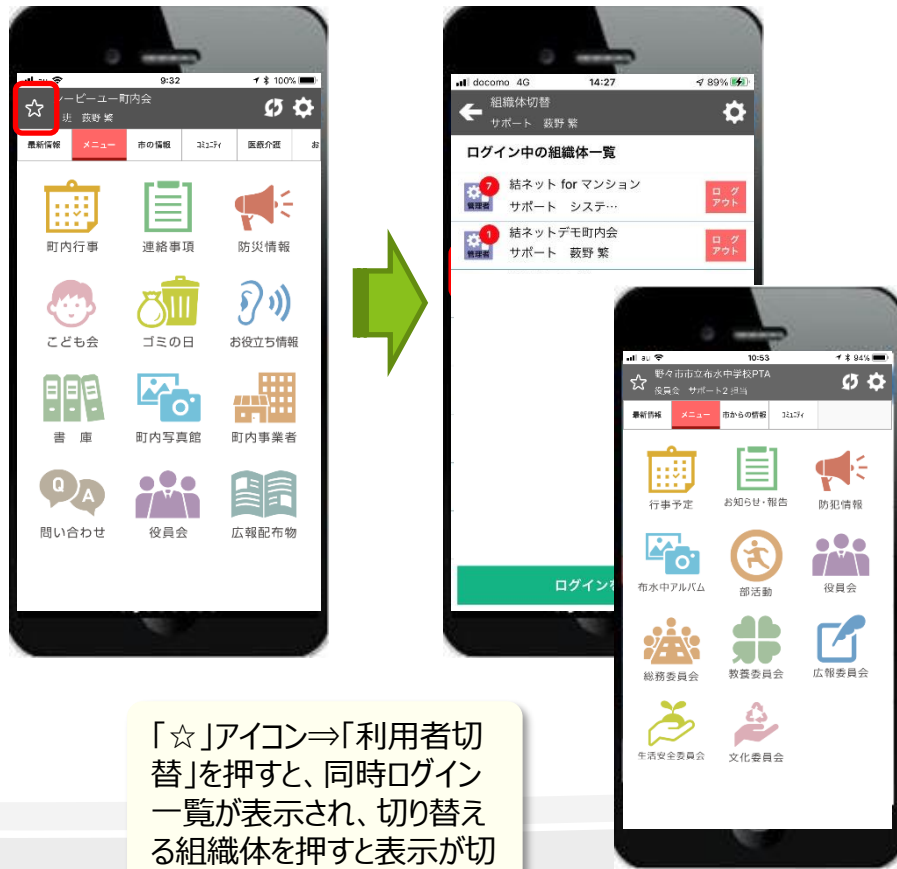 au
9:32
100%
ービーユー町内会
班 薮野 繁
最新情報 メニュー 市の情報 コミュニティ 医療介護 お
町内行事 連絡事項 防災情報
こども会 ゴミの日 お役立ち情報
書 庫 町内写真館 町内事業者
Q A
問い合わせ 役員会 広報配布物
docomo 4G 14:27 89%
組織体切替
サポート 薮野 繁
ログイン中の組織体一覧
7 結ネット for マンション
管理者 サポート システ… ログアウト
1 結ネットデモ町内会
管理者 サポート 薮野 繁 ログアウト
ログイン
au 10:53 94%
野々市市立布水中学校PTA
役員会 サポート2 担当
最新情報 メニュー 市からの情報 コミュニティ
行事予定 お知らせ・報告 防犯情報
布水中アルバム 部活動 役員会
総務委員会 教養委員会 広報委員会
生活安全委員会 文化委員会
「☆」アイコン⇒「利用者切
替」を押すと、同時ログイン
一覧が表示され、切り替え
る組織体を押すと表示が切